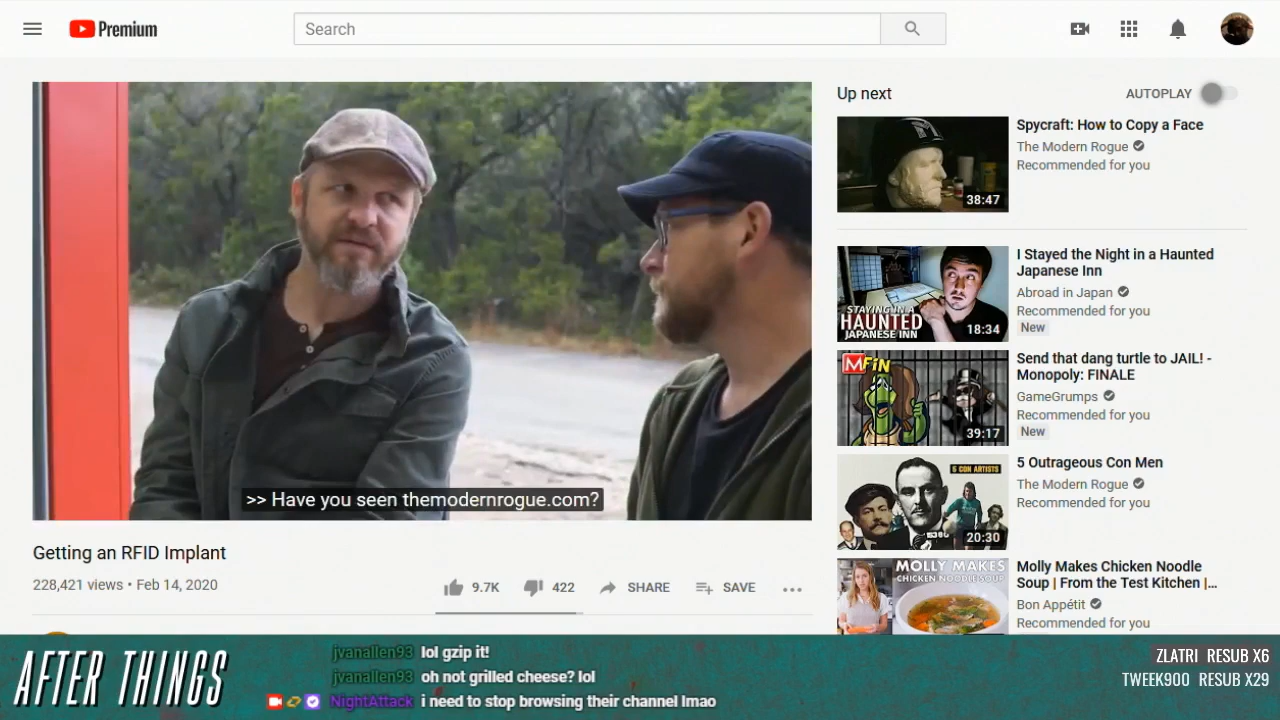 Premium
Search
Up next
AUTOPLAY
Spycraft: How to Copy a Face
The Modern Rogue
Recommended for you
38:47
I Stayed the Night in a Haunted
Japanese Inn
Abroad in Japan
Recommended for you
New
STAYING IN A
HAUNTED
JAPANESE INN
18:34
Send that dang turtle to JAIL! -
Monopoly: FINALE
GameGrumps
Recommended for you
New
FiN
39:17
5 Outrageous Con Men
The Modern Rogue
Recommended for you
5 CON ARTISTS
20:30
Molly Makes Chicken Noodle
Soup | From the Test Kitchen |...
Bon Appétit
Recommended for you
MOLLY MAKES
CHICKEN NOODLE SOUP
>> Have you seen themodernrogue.com?
Getting an RFID Implant
228,421 views • Feb 14, 2020
9.7K
422
SHARE
SAVE
AFTER THINGS
jvanallen93 lol gzip it!
jvanallen93 oh not grilled cheese? lol
NightAttack i need to stop browsing their channel lmao
ZLATRI RESUB X6
TWEEK900 RESUB X29